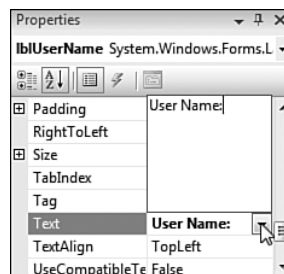 Properties
lblUserName System.Windows.Forms.L
Padding
User Name:
RightToLeft
Size
TabIndex
Tag
Text User Name:
TextAlign TopLeft
UseCompatibleTe False